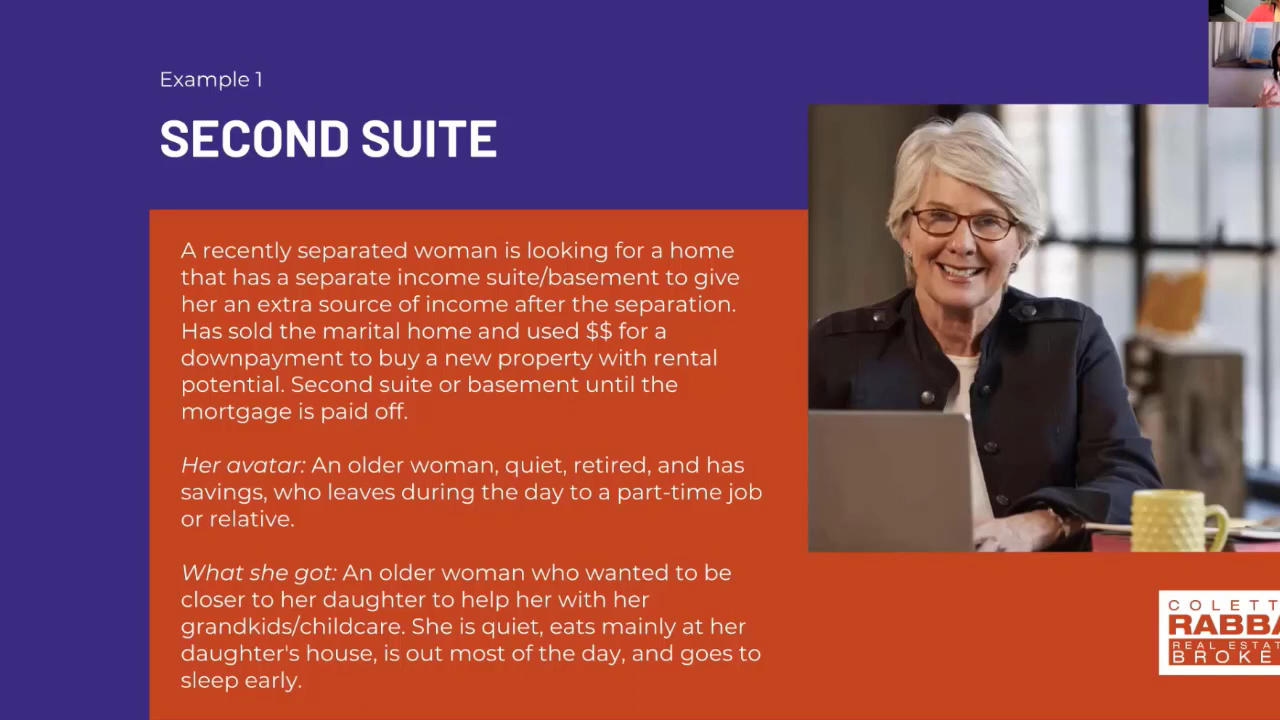 Example 1
SECOND SUITE
A recently separated woman is looking for a home
that has a separate income suite/basement to give
her an extra source of income after the separation.
Has sold the marital home and used $$ for a
downpayment to buy a new property with rental
potential. Second suite or basement until the
mortgage is paid off.
Her avatar: An older woman, quiet, retired, and has
savings, who leaves during the day to a part-time job
or relative.
What she got: An older woman who wanted to be
closer to her daughter to help her with her
grandkids/childcare. She is quiet, eats mainly at her
daughter's house, is out most of the day, and goes to
sleep early.
COLETT
RABBA
REAL ESTAT
BROKE